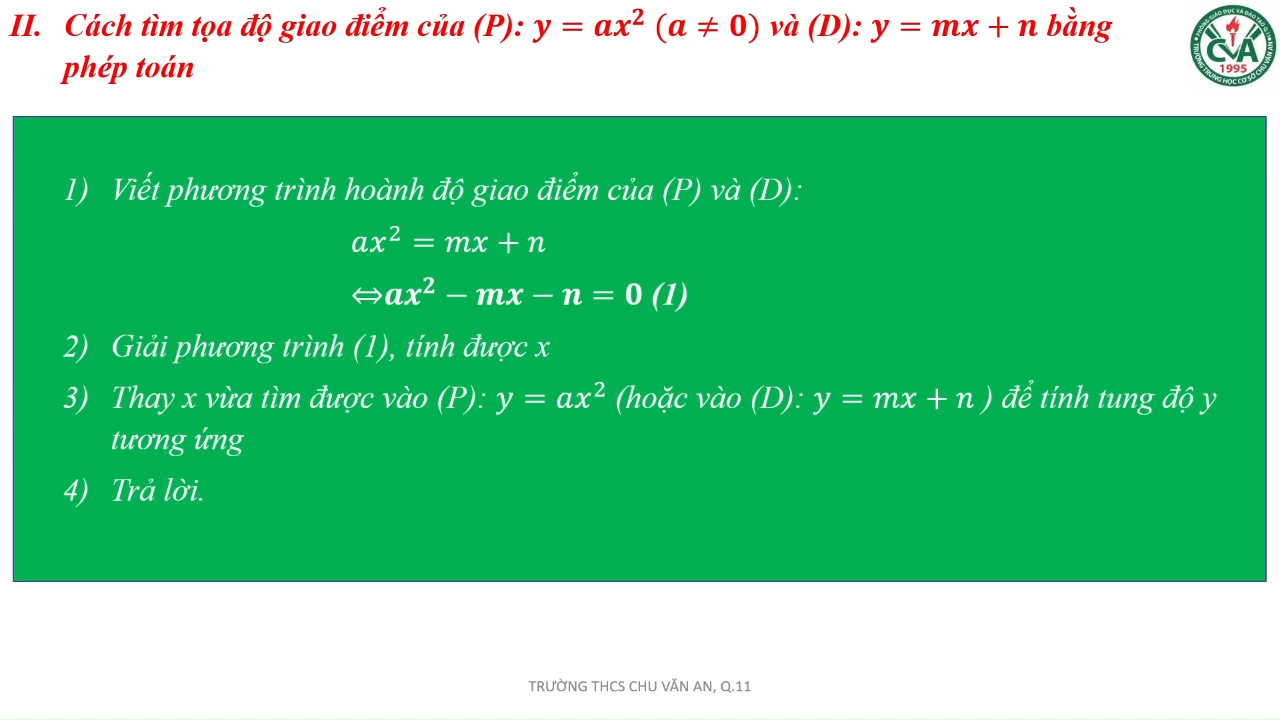 II. Cách tìm tọa độ giao điểm của (P): y = ax² (a ≠ 0) và (D): y = mx + n bằng
phép toán
CVA
1995
1) Viết phương trình hoành độ giao điểm của (P) và (D):
ax² = mx + n
⇔ax² − mx − n = 0 (1)
2) Giải phương trình (1), tính được x
3) Thay x vừa tìm được vào (P): y = ax² (hoặc vào (D): y = mx + n ) để tính tung độ y
tương ứng
4) Trả lời.
TRƯỜNG THCS CHU VĂN AN, Q.11